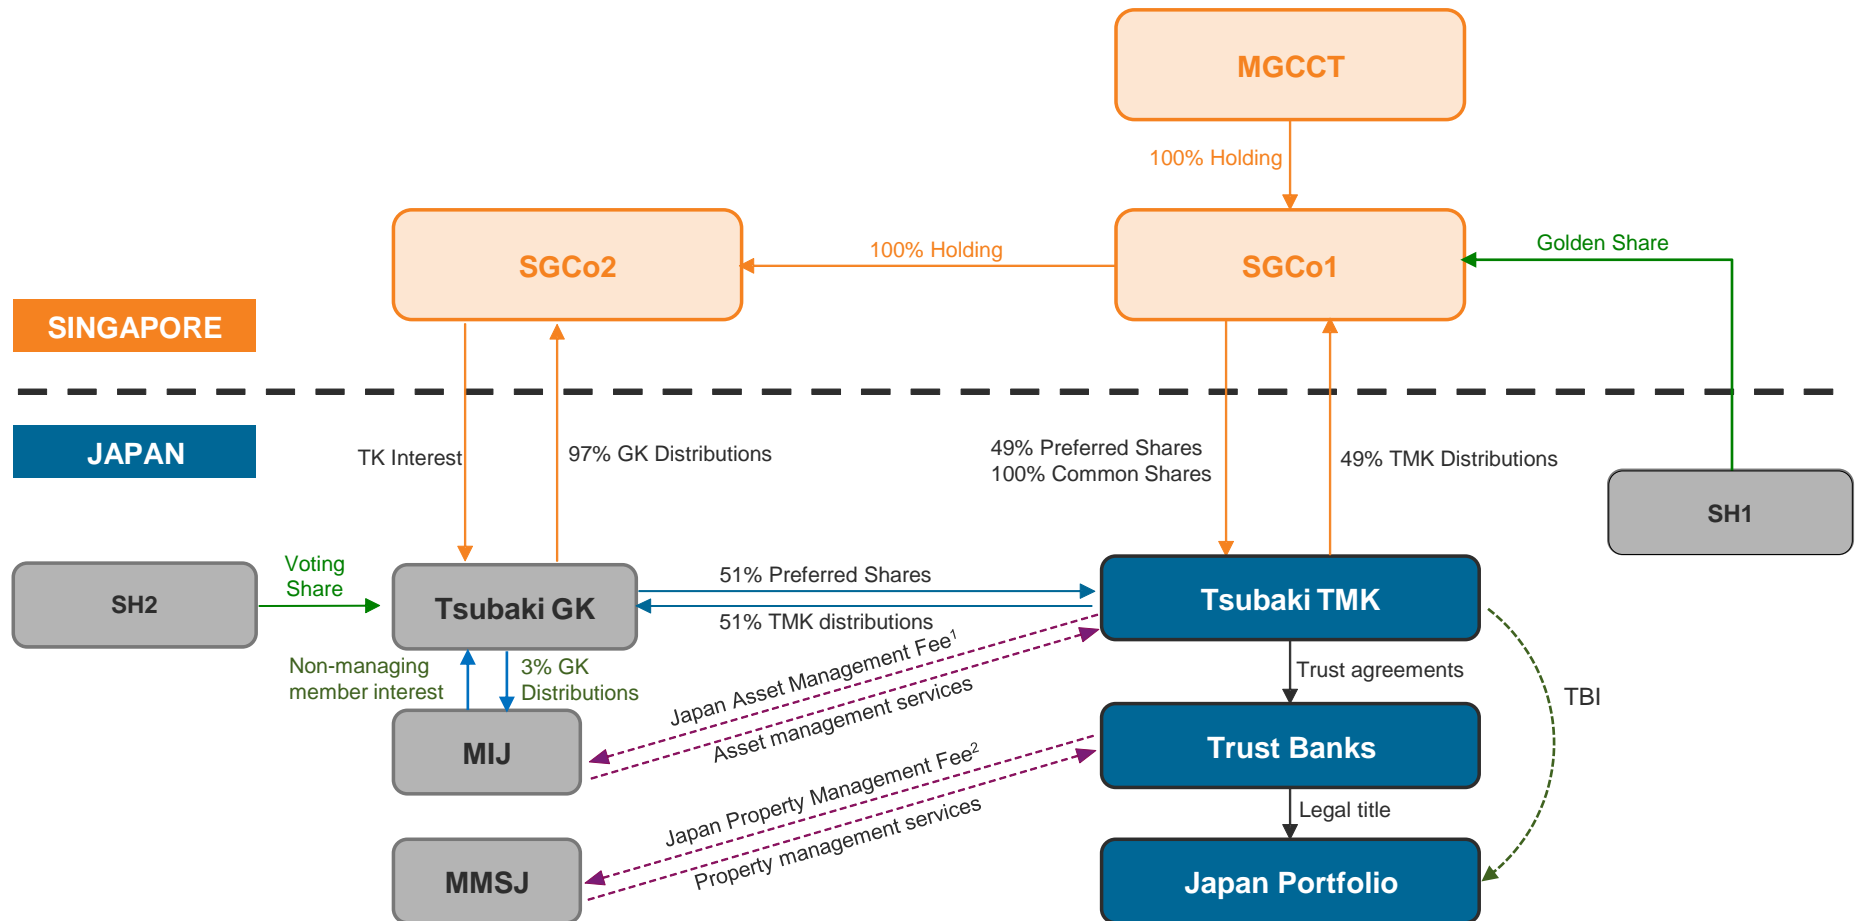 MGCCT
100% Holding
SGCo2
100% Holding
SGCo1
Golden Share
SINGAPORE
JAPAN
TK Interest
97% GK Distributions
49% Preferred Shares
100% Common Shares
49% TMK Distributions
SH1
SH2
Voting
Share
Tsubaki GK
51% Preferred Shares
51% TMK distributions
Tsubaki TMK
Non-managing
member interest
3% GK
Distributions
Japan Asset Management Fee¹
Asset management services
Trust agreements
TBI
MIJ
Trust Banks
Japan Property Management Fee²
Property management services
Legal title
MMSJ
Japan Portfolio